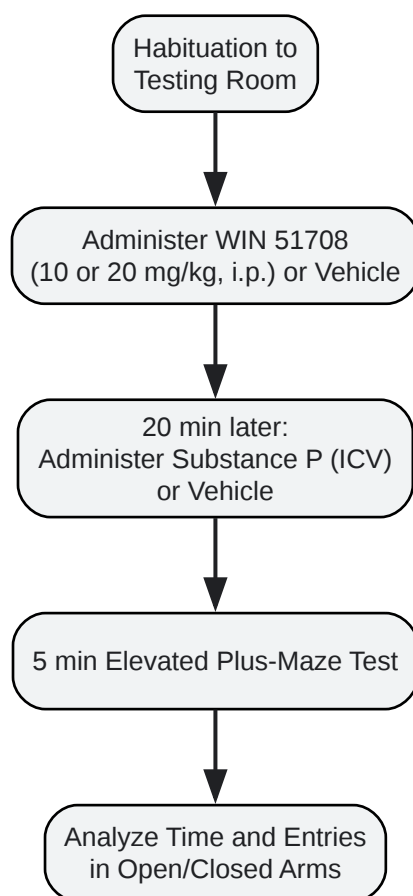 Habituation to
Testing Room
Administer WIN 51708
(10 or 20 mg/kg, i.p.) or Vehicle
20 min later:
Administer Substance P (ICV)
or Vehicle
5 min Elevated Plus-Maze Test
Analyze Time and Entries
in Open/Closed Arms